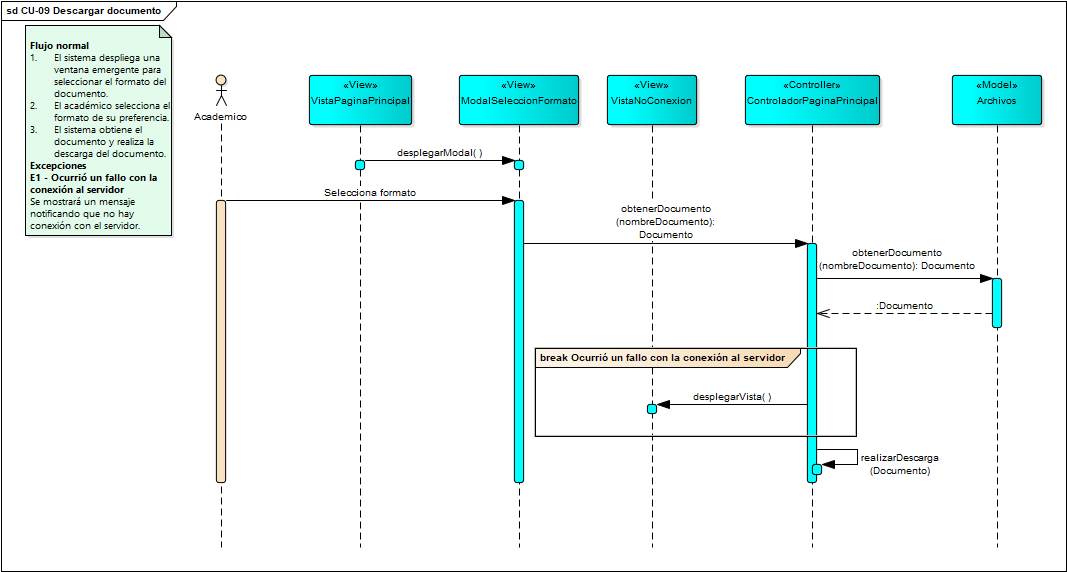 sd CU-09 Descargar documento
Flujo normal
1. El sistema despliega una
ventana emergente para
seleccionar el formato del
documento.
2. El académico selecciona el
formato de su preferencia.
3. El sistema obtiene el
documento y realiza la
descarga del documento.
Excepciones
E1 - Ocurrió un fallo con la
conexión al servidor
Se mostrará un mensaje
notificando que no hay
conexión con el servidor.
Academico
«View»
VistaPaginaPrincipal
«View»
ModalSeleccionFormato
«View»
VistaNoConexion
«Controller»
ControladorPaginaPrincipal
«Model»
Archivos
desplegarModal( )
Selecciona formato
obtenerDocumento
(nombreDocumento):
Documento
obtenerDocumento
(nombreDocumento): Documento
:Documento
break Ocurrió un fallo con la conexión al servidor
desplegarVista( )
realizarDescarga
(Documento)